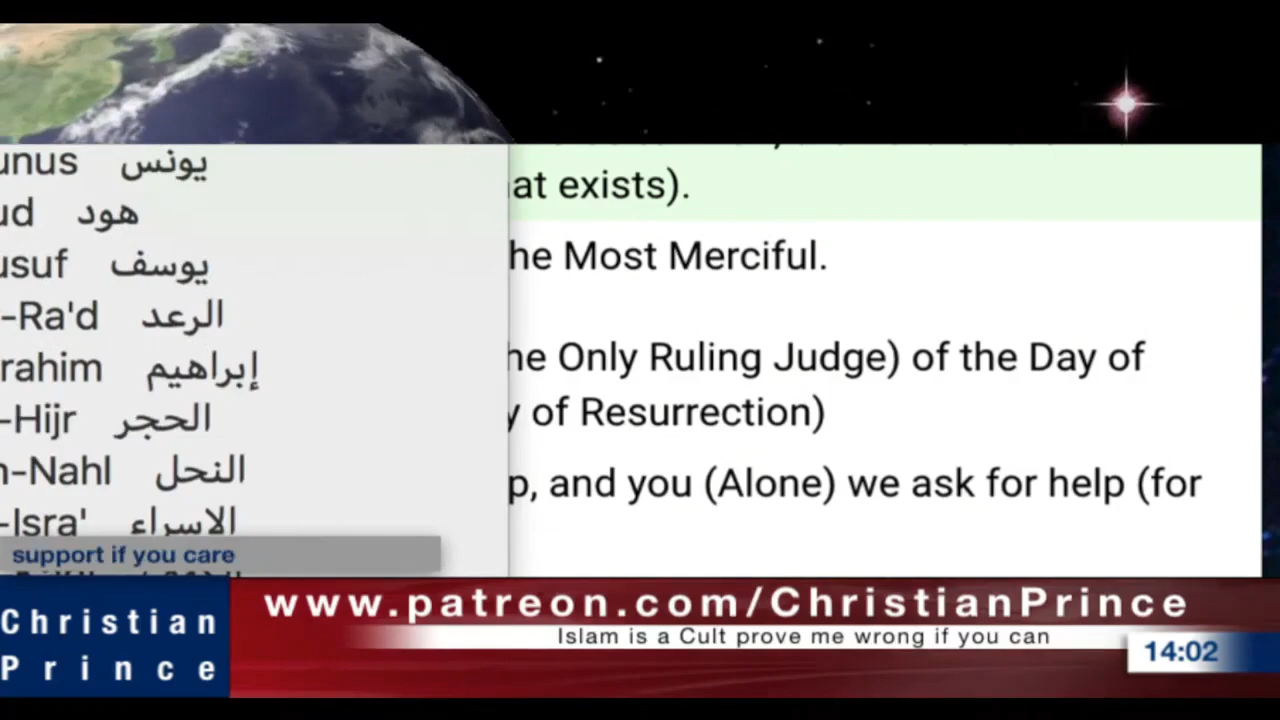 unus يونس
ud هود
usuf يوسف
-Ra'd الرعد
rahim إبراهيم
-Hijr الحجر
n-Nahl النحل
-Isra' الإسراء
at exists).
he Most Merciful.
he Only Ruling Judge) of the Day of
y of Resurrection)
p, and you (Alone) we ask for help (for
support if you care
Christian
Prince
www.patreon.com/ChristianPrince
Islam is a Cult prove me wrong if you can
14:02